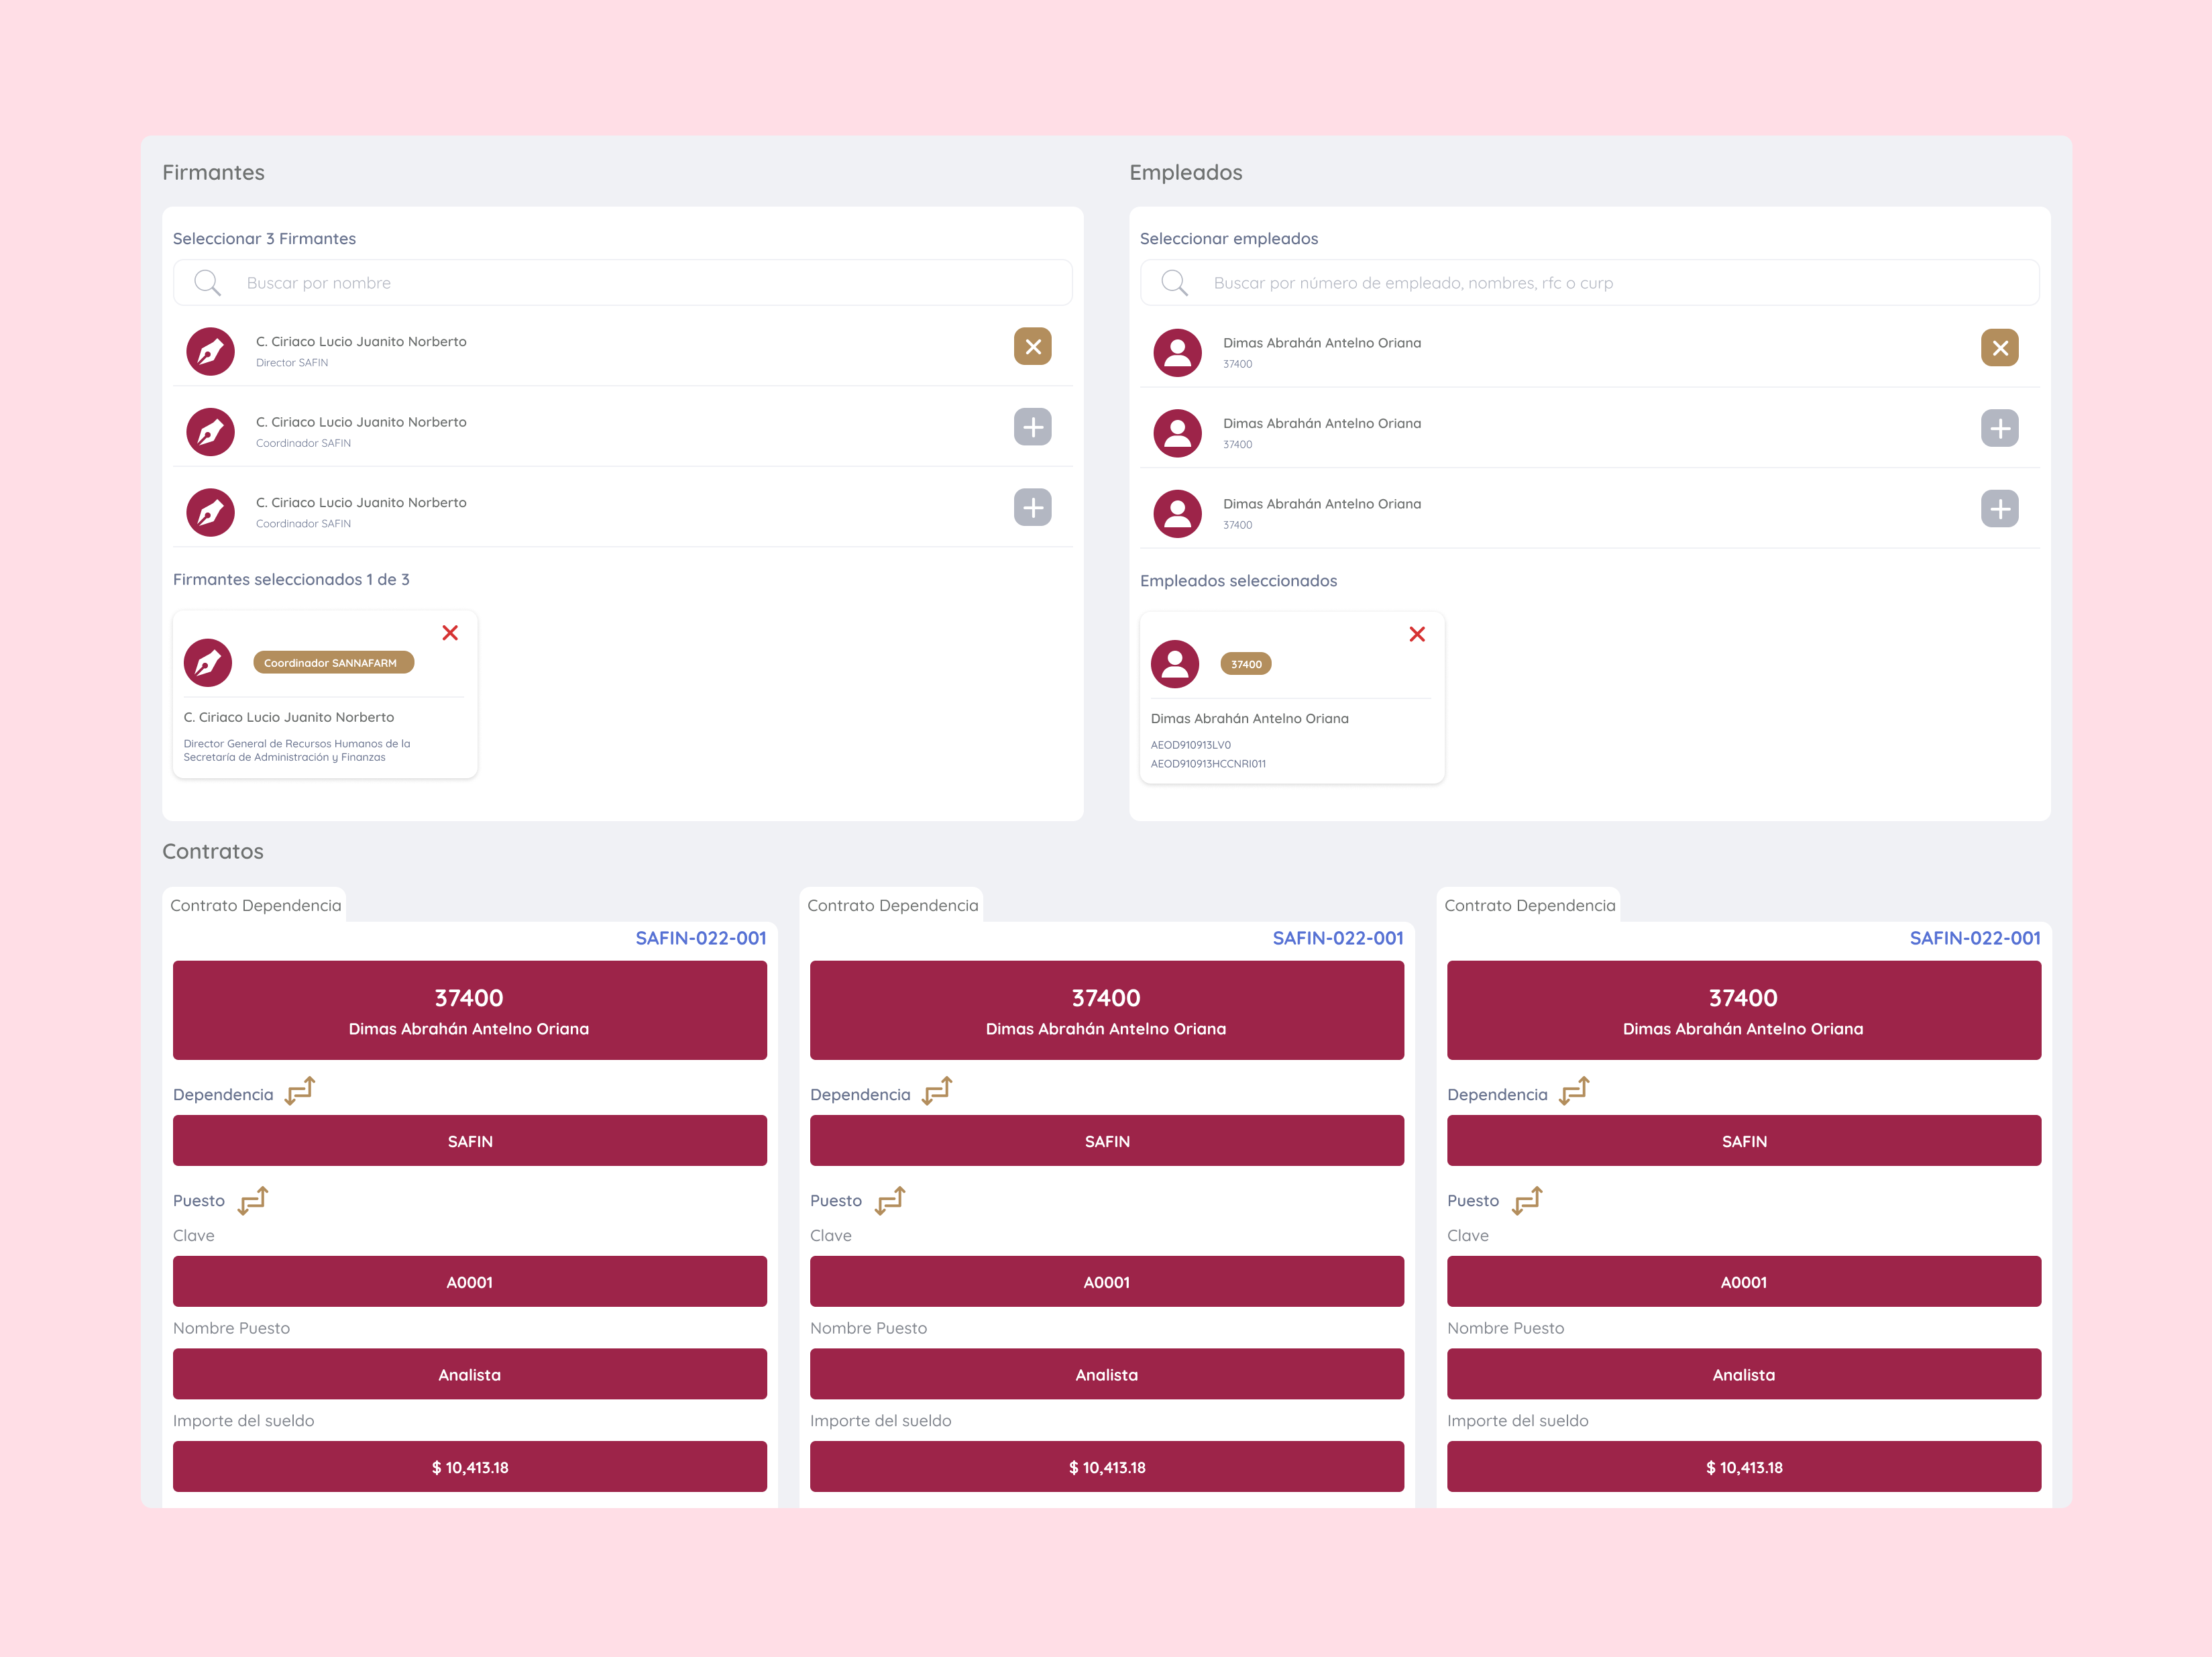 Firmantes
Seleccionar 3 Firmantes
Buscar por nombre
C. Ciriaco Lucio Juanito Norberto
Director SAFIN
C. Ciriaco Lucio Juanito Norberto
Coordinador SAFIN
C. Ciriaco Lucio Juanito Norberto
Coordinador SAFIN
Firmantes seleccionados 1 de 3
Coordinador SANNAFARM
C. Ciriaco Lucio Juanito Norberto
Director General de Recursos Humanos de la
Secretaría de Administración y Finanzas
Empleados
Seleccionar empleados
Buscar por número de empleado, nombres, rfc o curp
Dimas Abrahán Antelno Oriana
37400
Dimas Abrahán Antelno Oriana
37400
Dimas Abrahán Antelno Oriana
37400
Empleados seleccionados
37400
Dimas Abrahán Antelno Oriana
AEOD910913LV0
AEOD910913HCCNRI011
Contratos
Contrato Dependencia
SAFIN-022-001
37400
Dimas Abrahán Antelno Oriana
Dependencia
SAFIN
Puesto
Clave
A0001
Nombre Puesto
Analista
Importe del sueldo
$ 10,413.18
Contrato Dependencia
SAFIN-022-001
37400
Dimas Abrahán Antelno Oriana
Dependencia
SAFIN
Puesto
Clave
A0001
Nombre Puesto
Analista
Importe del sueldo
$ 10,413.18
Contrato Dependencia
SAFIN-022-001
37400
Dimas Abrahán Antelno Oriana
Dependencia
SAFIN
Puesto
Clave
A0001
Nombre Puesto
Analista
Importe del sueldo
$ 10,413.18